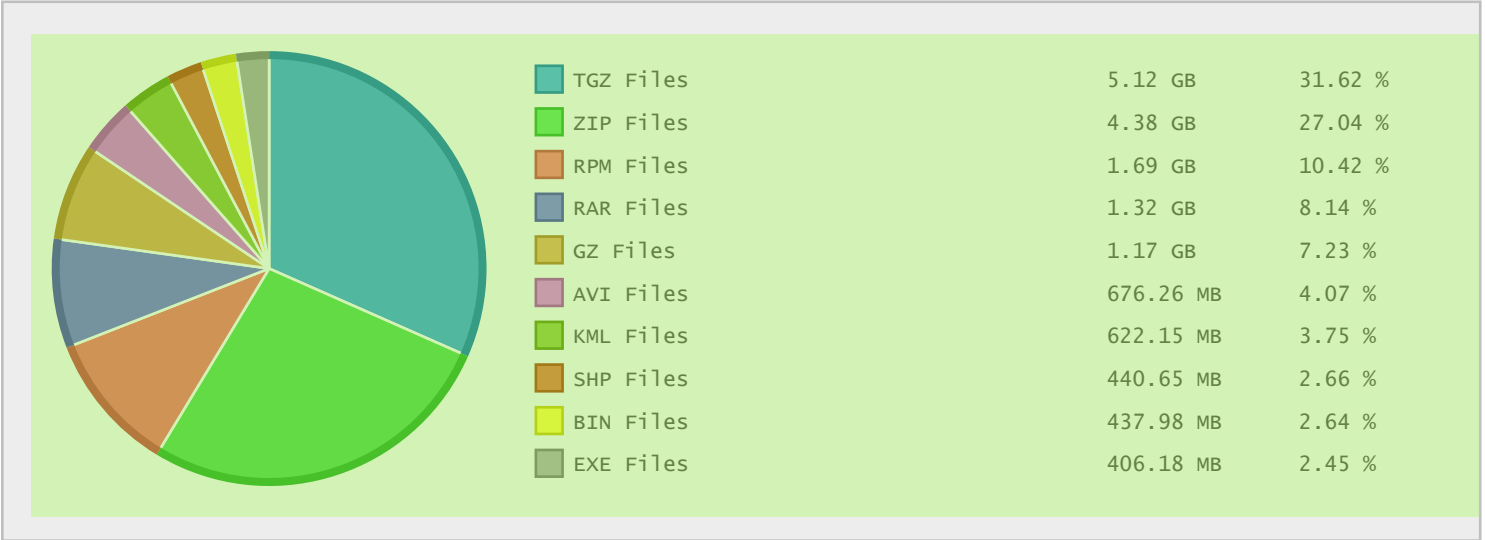 TGZ Files 5.12 GB 31.62 %
ZIP Files 4.38 GB 27.04 %
RPM Files 1.69 GB 10.42 %
RAR Files 1.32 GB 8.14 %
GZ Files 1.17 GB 7.23 %
AVI Files 676.26 MB 4.07 %
KML Files 622.15 MB 3.75 %
SHP Files 440.65 MB 2.66 %
BIN Files 437.98 MB 2.64 %
EXE Files 406.18 MB 2.45 %